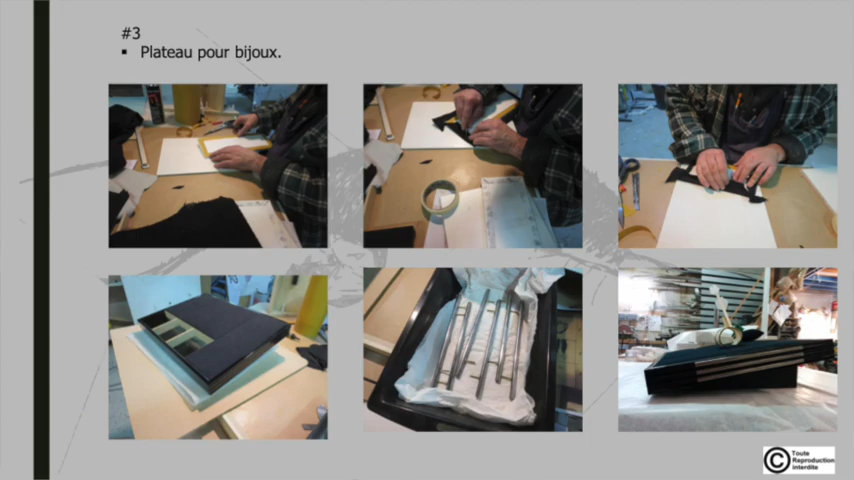 #3
▪ Plateau pour bijoux.
© Toute
Reproduction
interdite